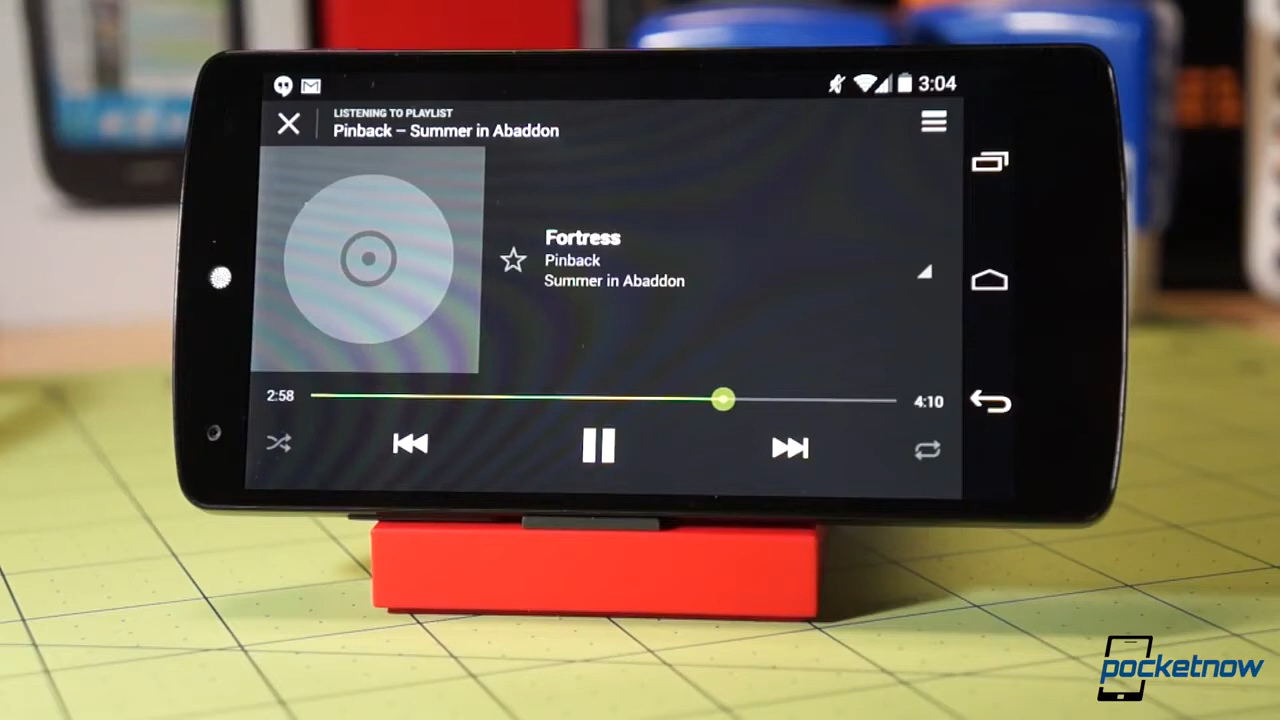 3:04
LISTENING TO PLAYLIST
Pinback – Summer in Abaddon
Fortress
Pinback
Summer in Abaddon
2:58
4:10
pocketnow